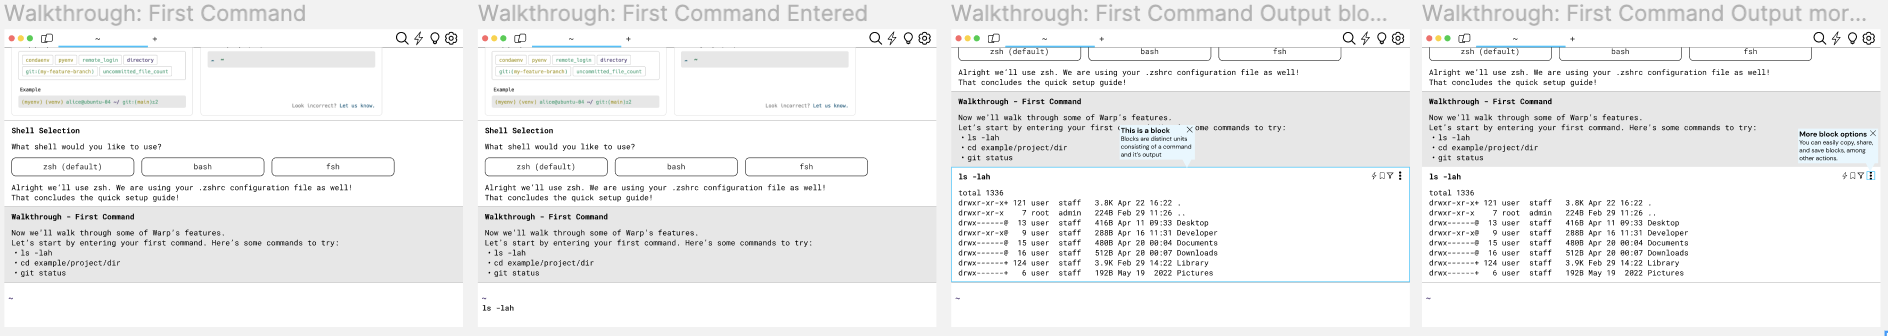 Walkthrough: First Command
~
+
condaenv pyenv remote_login directory
git:(my-feature-branch) uncommitted_file_count
Example
(myenv) (venv) alice@ubuntu-04 ~/ git:(main)±2
~
Look incorrect? Let us know.
Shell Selection
What shell would you like to use?
zsh (default) bash fsh
Alright we'll use zsh. We are using your .zshrc configuration file as well!
That concludes the quick setup guide!
Walkthrough - First Command
Now we'll walk through some of Warp's features.
Let's start by entering your first command. Here's some commands to try:
• ls -lah
• cd example/project/dir
• git status
~
Walkthrough: First Command Entered
~
+
condaenv pyenv remote_login directory
git:(my-feature-branch) uncommitted_file_count
Example
(myenv) (venv) alice@ubuntu-04 ~/ git:(main)±2
~
Look incorrect? Let us know.
Shell Selection
What shell would you like to use?
zsh (default) bash fsh
Alright we'll use zsh. We are using your .zshrc configuration file as well!
That concludes the quick setup guide!
Walkthrough - First Command
Now we'll walk through some of Warp's features.
Let's start by entering your first command. Here's some commands to try:
• ls -lah
• cd example/project/dir
• git status
~
ls -lah
Walkthrough: First Command Output blo...
~
+
zsh (default) bash fsh
Alright we'll use zsh. We are using your .zshrc configuration file as well!
That concludes the quick setup guide!
Walkthrough - First Command
Now we'll walk through some of Warp's features.
Let's start by entering your first c ome commands to try:
• ls -lah
• cd example/project/dir
• git status
This is a block
Blocks are distinct units
consisting of a command
and it's output
ls -lah
total 1336
drwxr-xr-x+ 121 user staff 3.8K Apr 22 16:22 .
drwxr-xr-x 7 root admin 224B Feb 29 11:26 ..
drwx------@ 13 user staff 416B Apr 11 09:33 Desktop
drwxr-xr-x@ 9 user staff 288B Apr 16 11:31 Developer
drwx------@ 15 user staff 480B Apr 20 00:04 Documents
drwx------@ 16 user staff 512B Apr 20 00:07 Downloads
drwx------+ 124 user staff 3.9K Feb 29 14:22 Library
drwx------+ 6 user staff 192B May 19 2022 Pictures
~
Walkthrough: First Command Output mor...
~
+
zsh (default) bash fsh
Alright we'll use zsh. We are using your .zshrc configuration file as well!
That concludes the quick setup guide!
Walkthrough - First Command
Now we'll walk through some of Warp's features.
Let's start by entering your first command. Here's some commands to try:
• ls -lah
• cd example/project/dir
• git status
More block options
You can easily copy, share,
and save blocks, among
other actions.
ls -lah
total 1336
drwxr-xr-x+ 121 user staff 3.8K Apr 22 16:22 .
drwxr-xr-x 7 root admin 224B Feb 29 11:26 ..
drwx------@ 13 user staff 416B Apr 11 09:33 Desktop
drwxr-xr-x@ 9 user staff 288B Apr 16 11:31 Developer
drwx------@ 15 user staff 480B Apr 20 00:04 Documents
drwx------@ 16 user staff 512B Apr 20 00:07 Downloads
drwx------+ 124 user staff 3.9K Feb 29 14:22 Library
drwx------+ 6 user staff 192B May 19 2022 Pictures
~